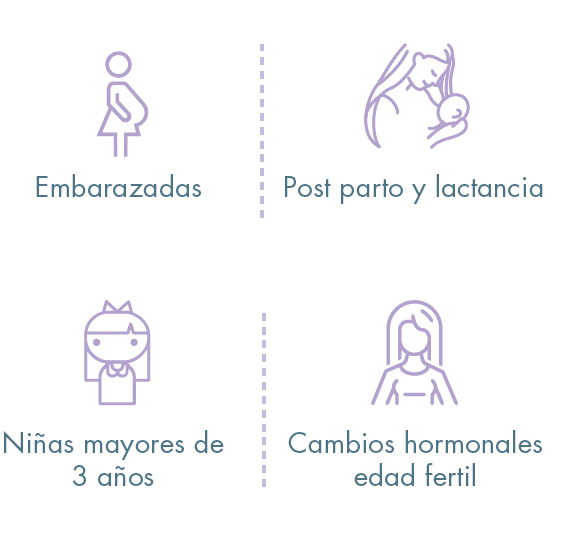 Embarazadas
Post parto y lactancia
Niñas mayores de
3 años
Cambios hormonales
edad fertil